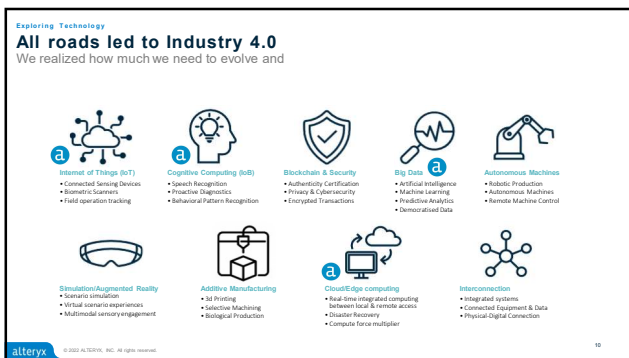 Exploring Technology
All roads led to Industry 4.0
We realized how much we need to evolve and
a
a
a
Internet of Things (IoT)
Cognitive Computing (IoB)
Blockchain & Security
Big Data
Autonomous Machines
• Connected Sensing Devices
• Biometric Scanners
• Field operation tracking
• Speech Recognition
• Proactive Diagnostics
• Behavioral Pattern Recognition
• Authenticity Certification
• Privacy & Cybersecurity
• Encrypted Transactions
• Artificial Intelligence
• Machine Learning
• Predictive Analytics
• Democratised Data
• Robotic Production
• Autonomous Machines
• Remote Machine Control
a
Simulation/Augmented Reality
Additive Manufacturing
Cloud/Edge computing
Interconnection
• Scenario simulation
• Virtual scenario experiences
• Multimodal sensory engagement
• 3d Printing
• Selective Machining
• Biological Production
• Real-time integrated computing
between local & remote access
• Disaster Recovery
• Compute force multiplier
• Integrated systems
• Connected Equipment & Data
• Physical-Digital Connection
alteryx
© 2022 ALTERYX, INC. All rights reserved.
10